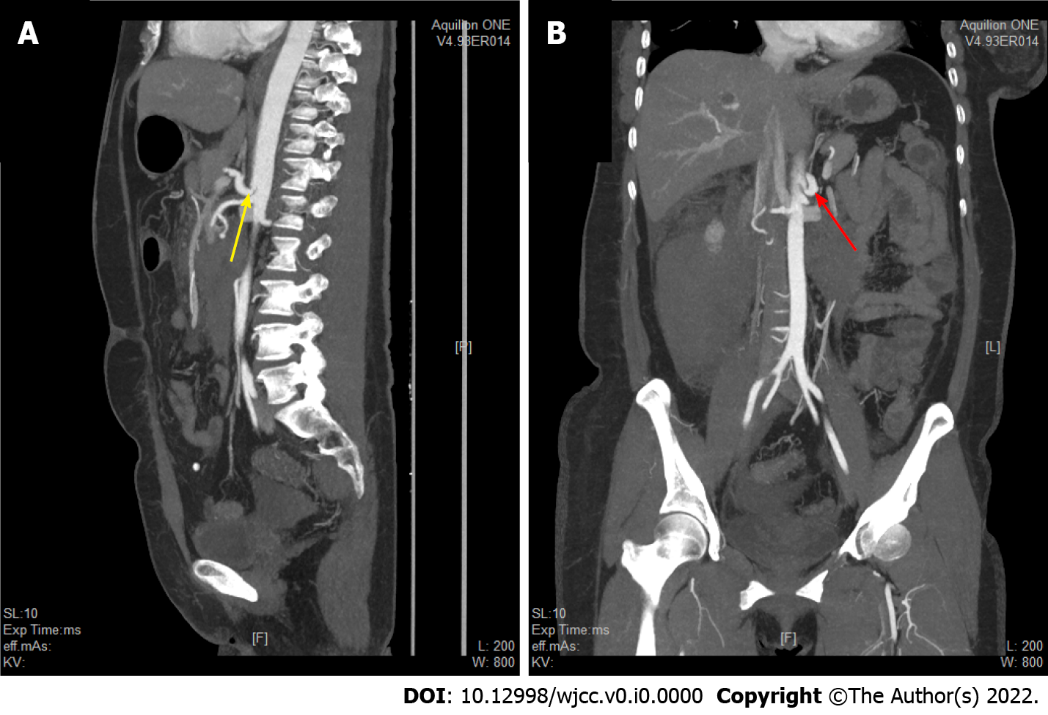 A
Aquilion ONE
V4.93ER014
[P]
SL:10
Exp Time:ms
eff.mAs:
KV:
[F]
L: 200
W: 800
B
Aquilion ONE
V4.93ER014
[L]
SL:10
Exp Time:ms
eff.mAs:
KV:
[F]
L: 200
W: 800
DOI: 10.12998/wjcc.v0.i0.0000 Copyright ©The Author(s) 2022.